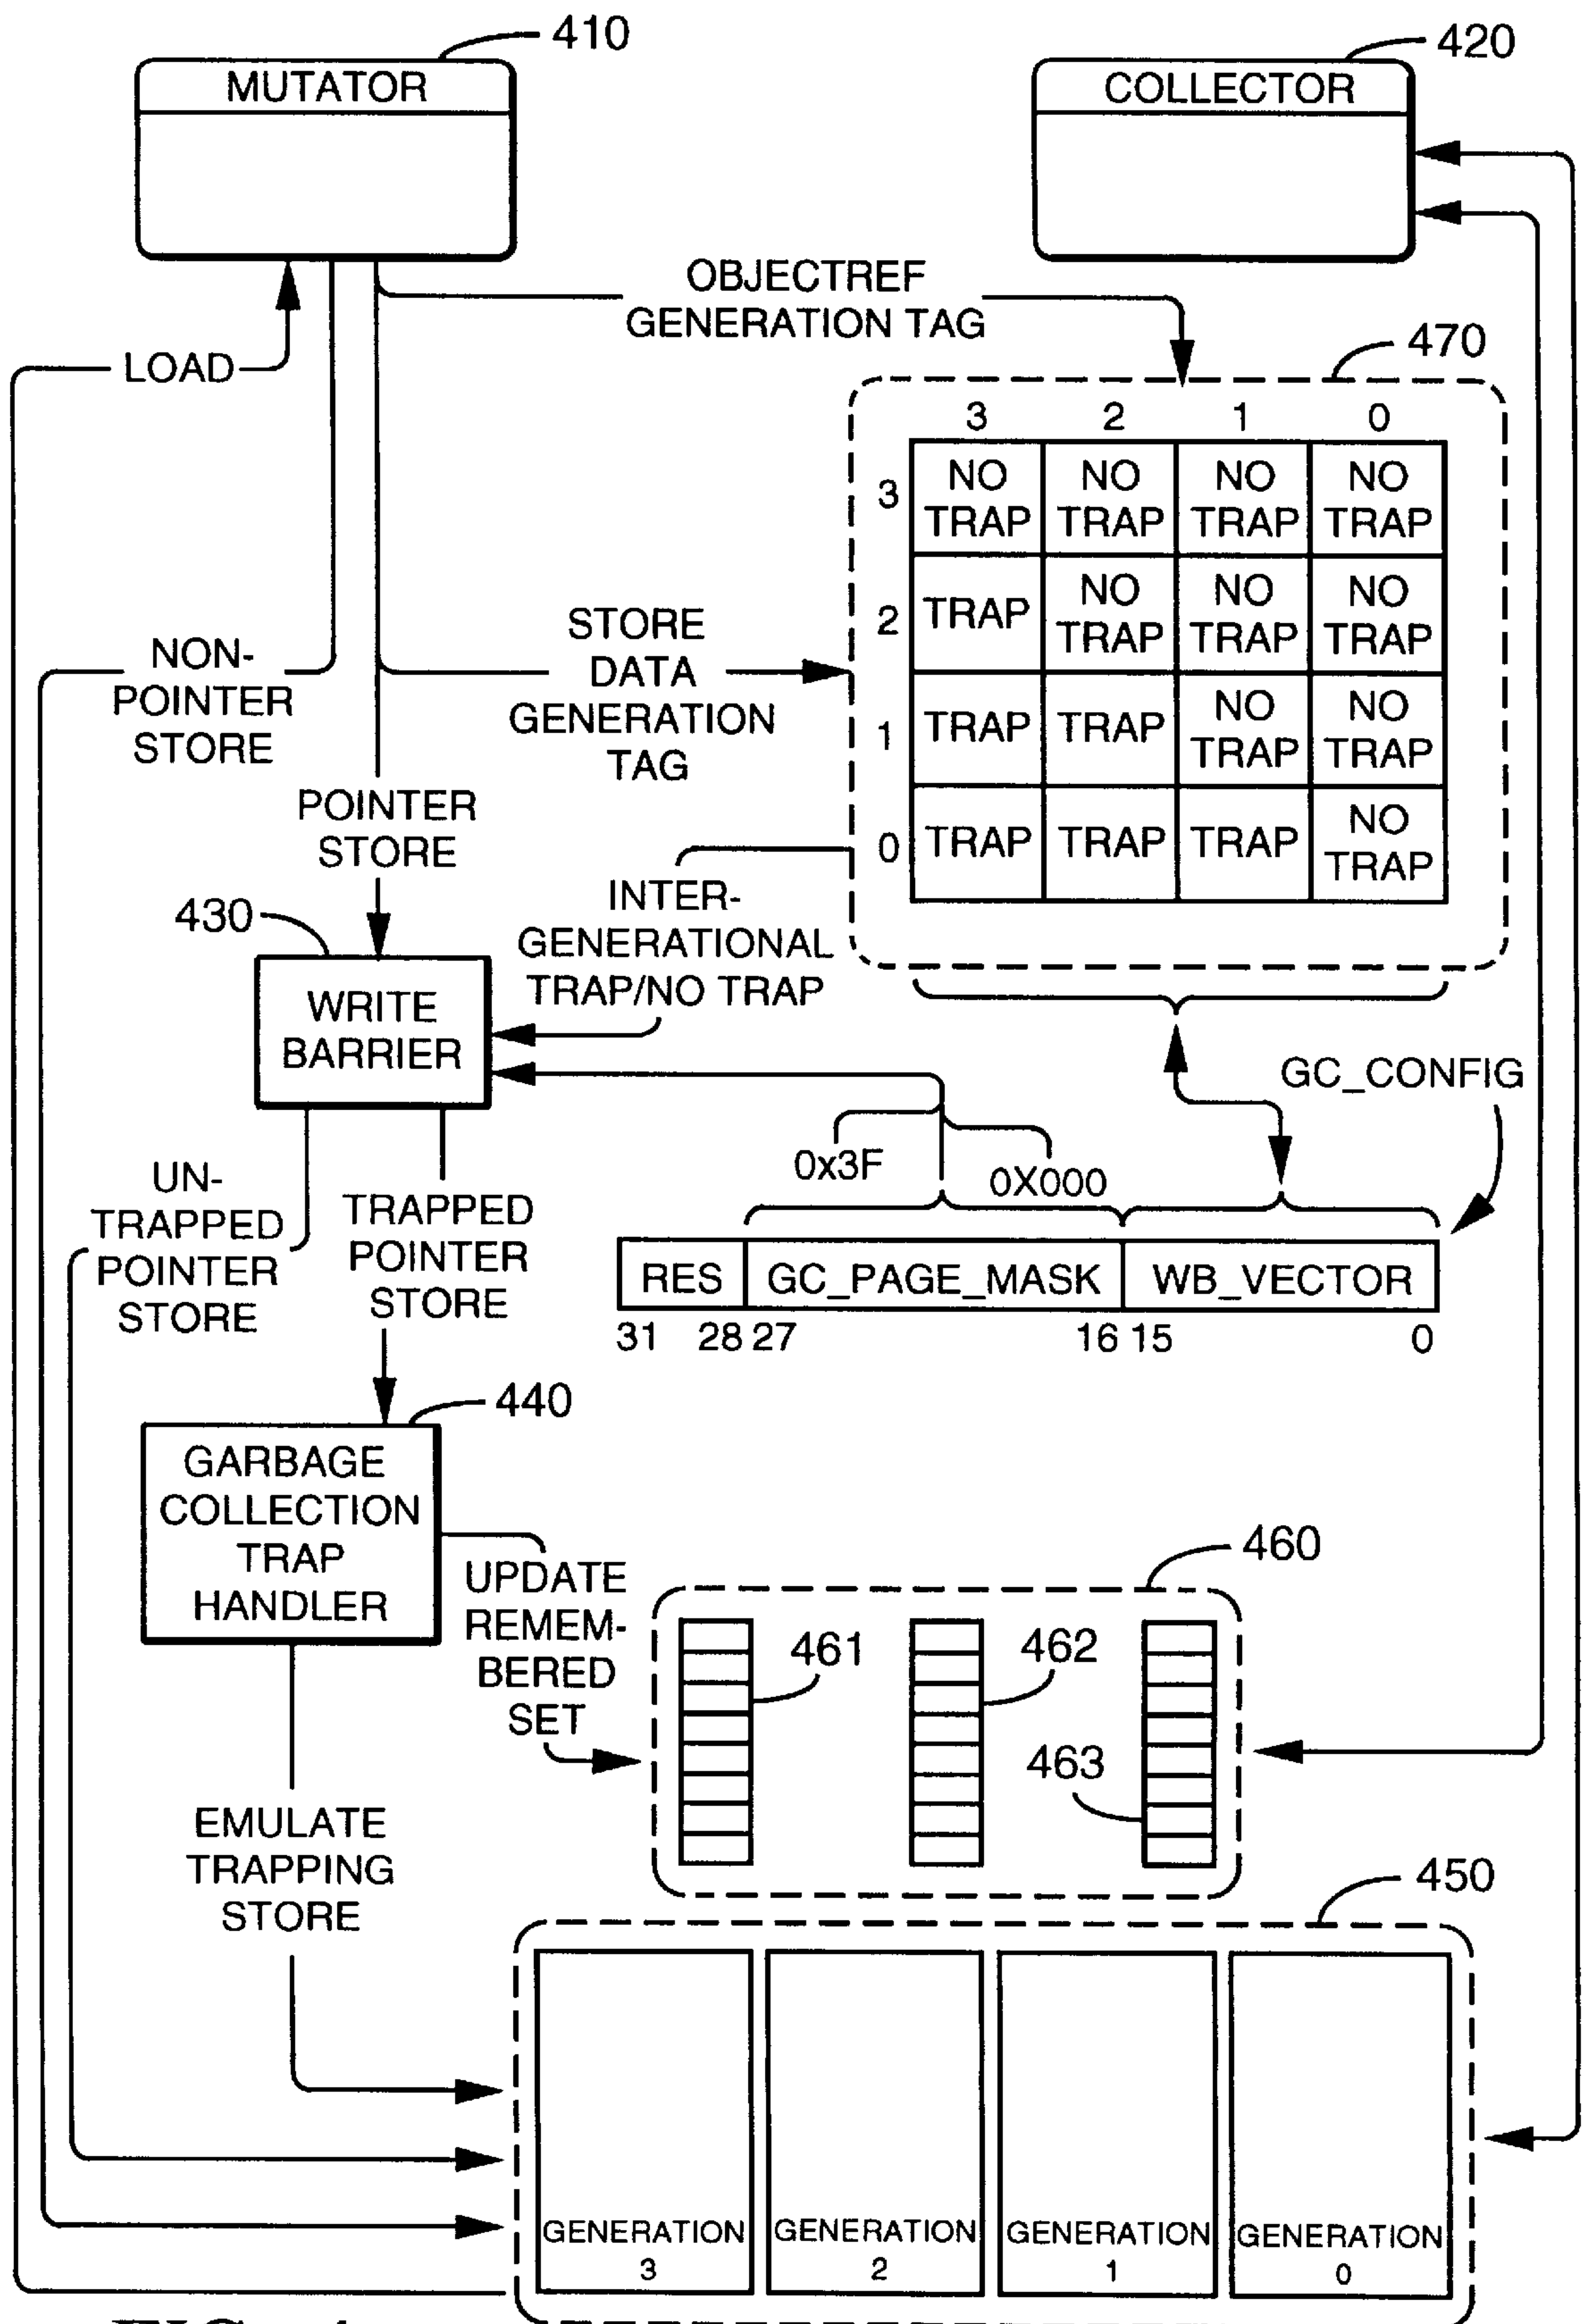 410
420
MUTATOR
COLLECTOR
OBJECTREF
GENERATION TAG
LOAD
470
3 2 1 0
3 NO TRAP NO TRAP NO TRAP NO TRAP
2 TRAP NO TRAP NO TRAP NO TRAP
1 TRAP TRAP NO TRAP NO TRAP
0 TRAP TRAP TRAP NO TRAP
NON-
POINTER
STORE
STORE
DATA
GENERATION
TAG
POINTER
STORE
430
INTER-
GENERATIONAL
TRAP/NO TRAP
WRITE
BARRIER
GC_CONFIG
0x3F
0X000
UN-
TRAPPED
POINTER
STORE
TRAPPED
POINTER
STORE
RES GC_PAGE_MASK WB_VECTOR
31 28 27 16 15 0
440
GARBAGE
COLLECTION
TRAP
HANDLER
UPDATE
REMEM-
BERED
SET
460
461
462
463
EMULATE
TRAPPING
STORE
450
GENERATION
3
GENERATION
2
GENERATION
1
GENERATION
0